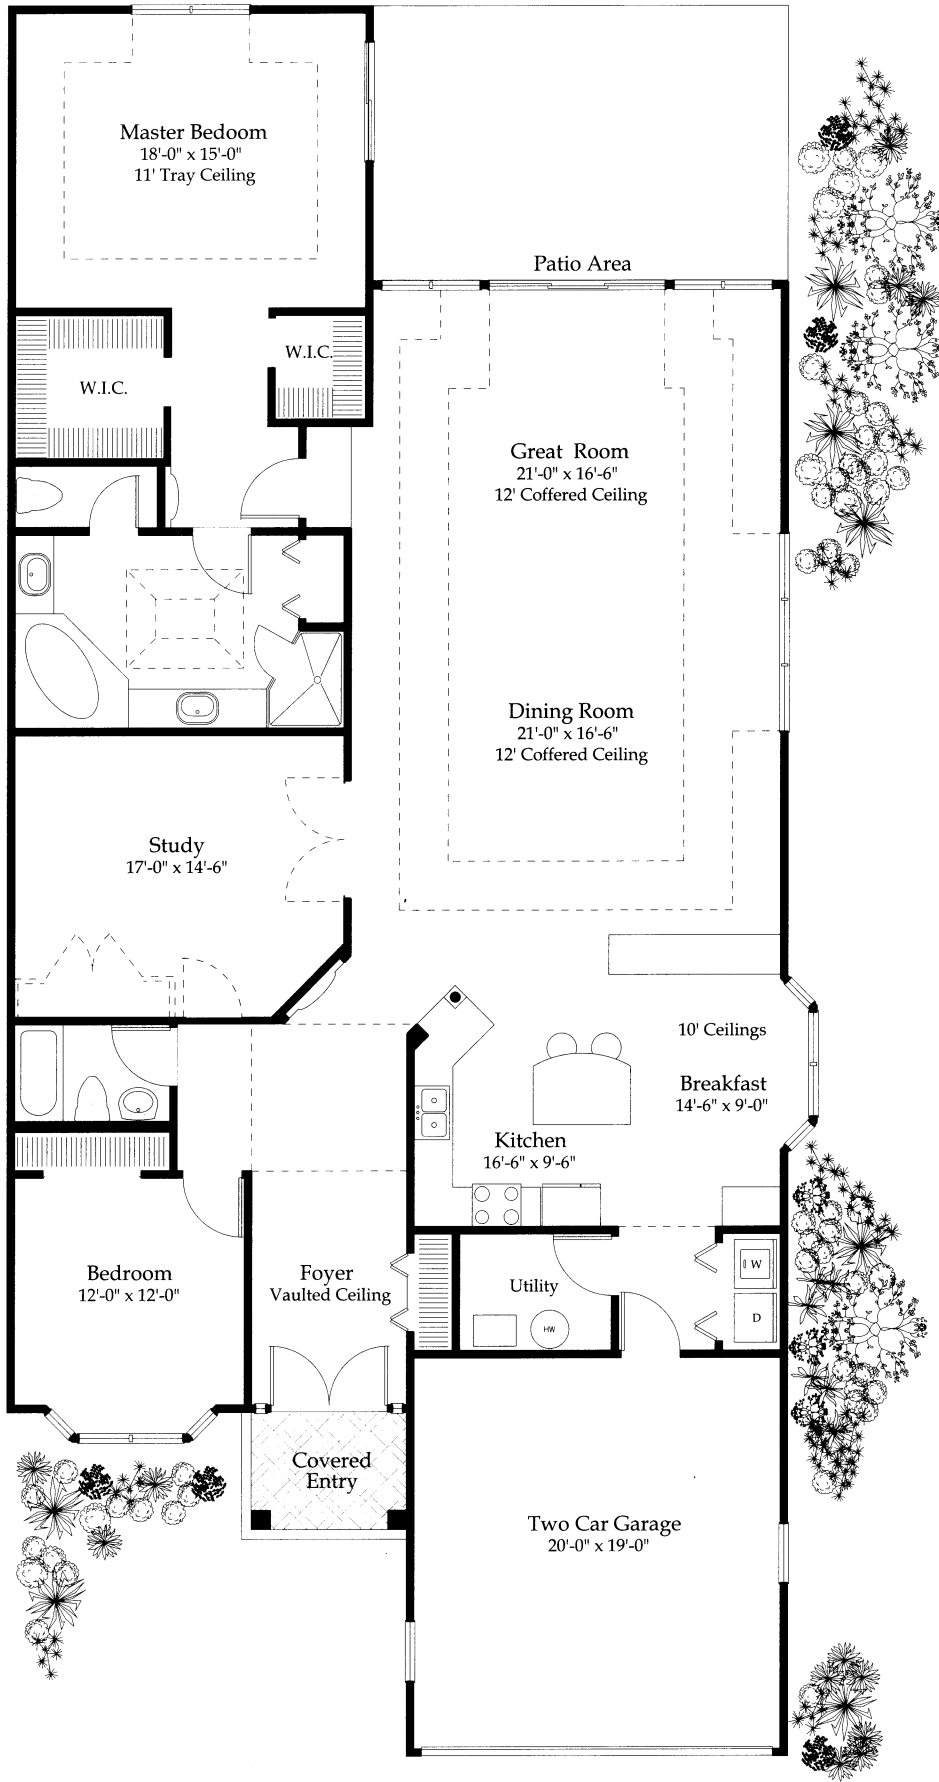 Master Bedoom
18'-0" x 15'-0"
11' Tray Ceiling
Patio Area
W.I.C.
W.I.C.
Great Room
21'-0" x 16'-6"
12' Coffered Ceiling
Dining Room
21'-0" x 16'-6"
12' Coffered Ceiling
Study
17'-0" x 14'-6"
10' Ceilings
Breakfast
14'-6" x 9'-0"
Kitchen
16'-6" x 9'-6"
Bedroom
12'-0" x 12'-0"
Foyer
Vaulted Ceiling
Utility
HW
W
D
Covered
Entry
Two Car Garage
20'-0" x 19'-0"